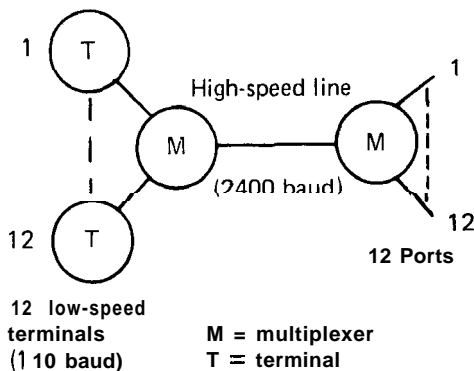 1 T
High-speed line
1
M
M
(2400 baud)
12 T
12
12 Ports
12 low-speed
terminals
(110 baud)
M = multiplexer
T = terminal